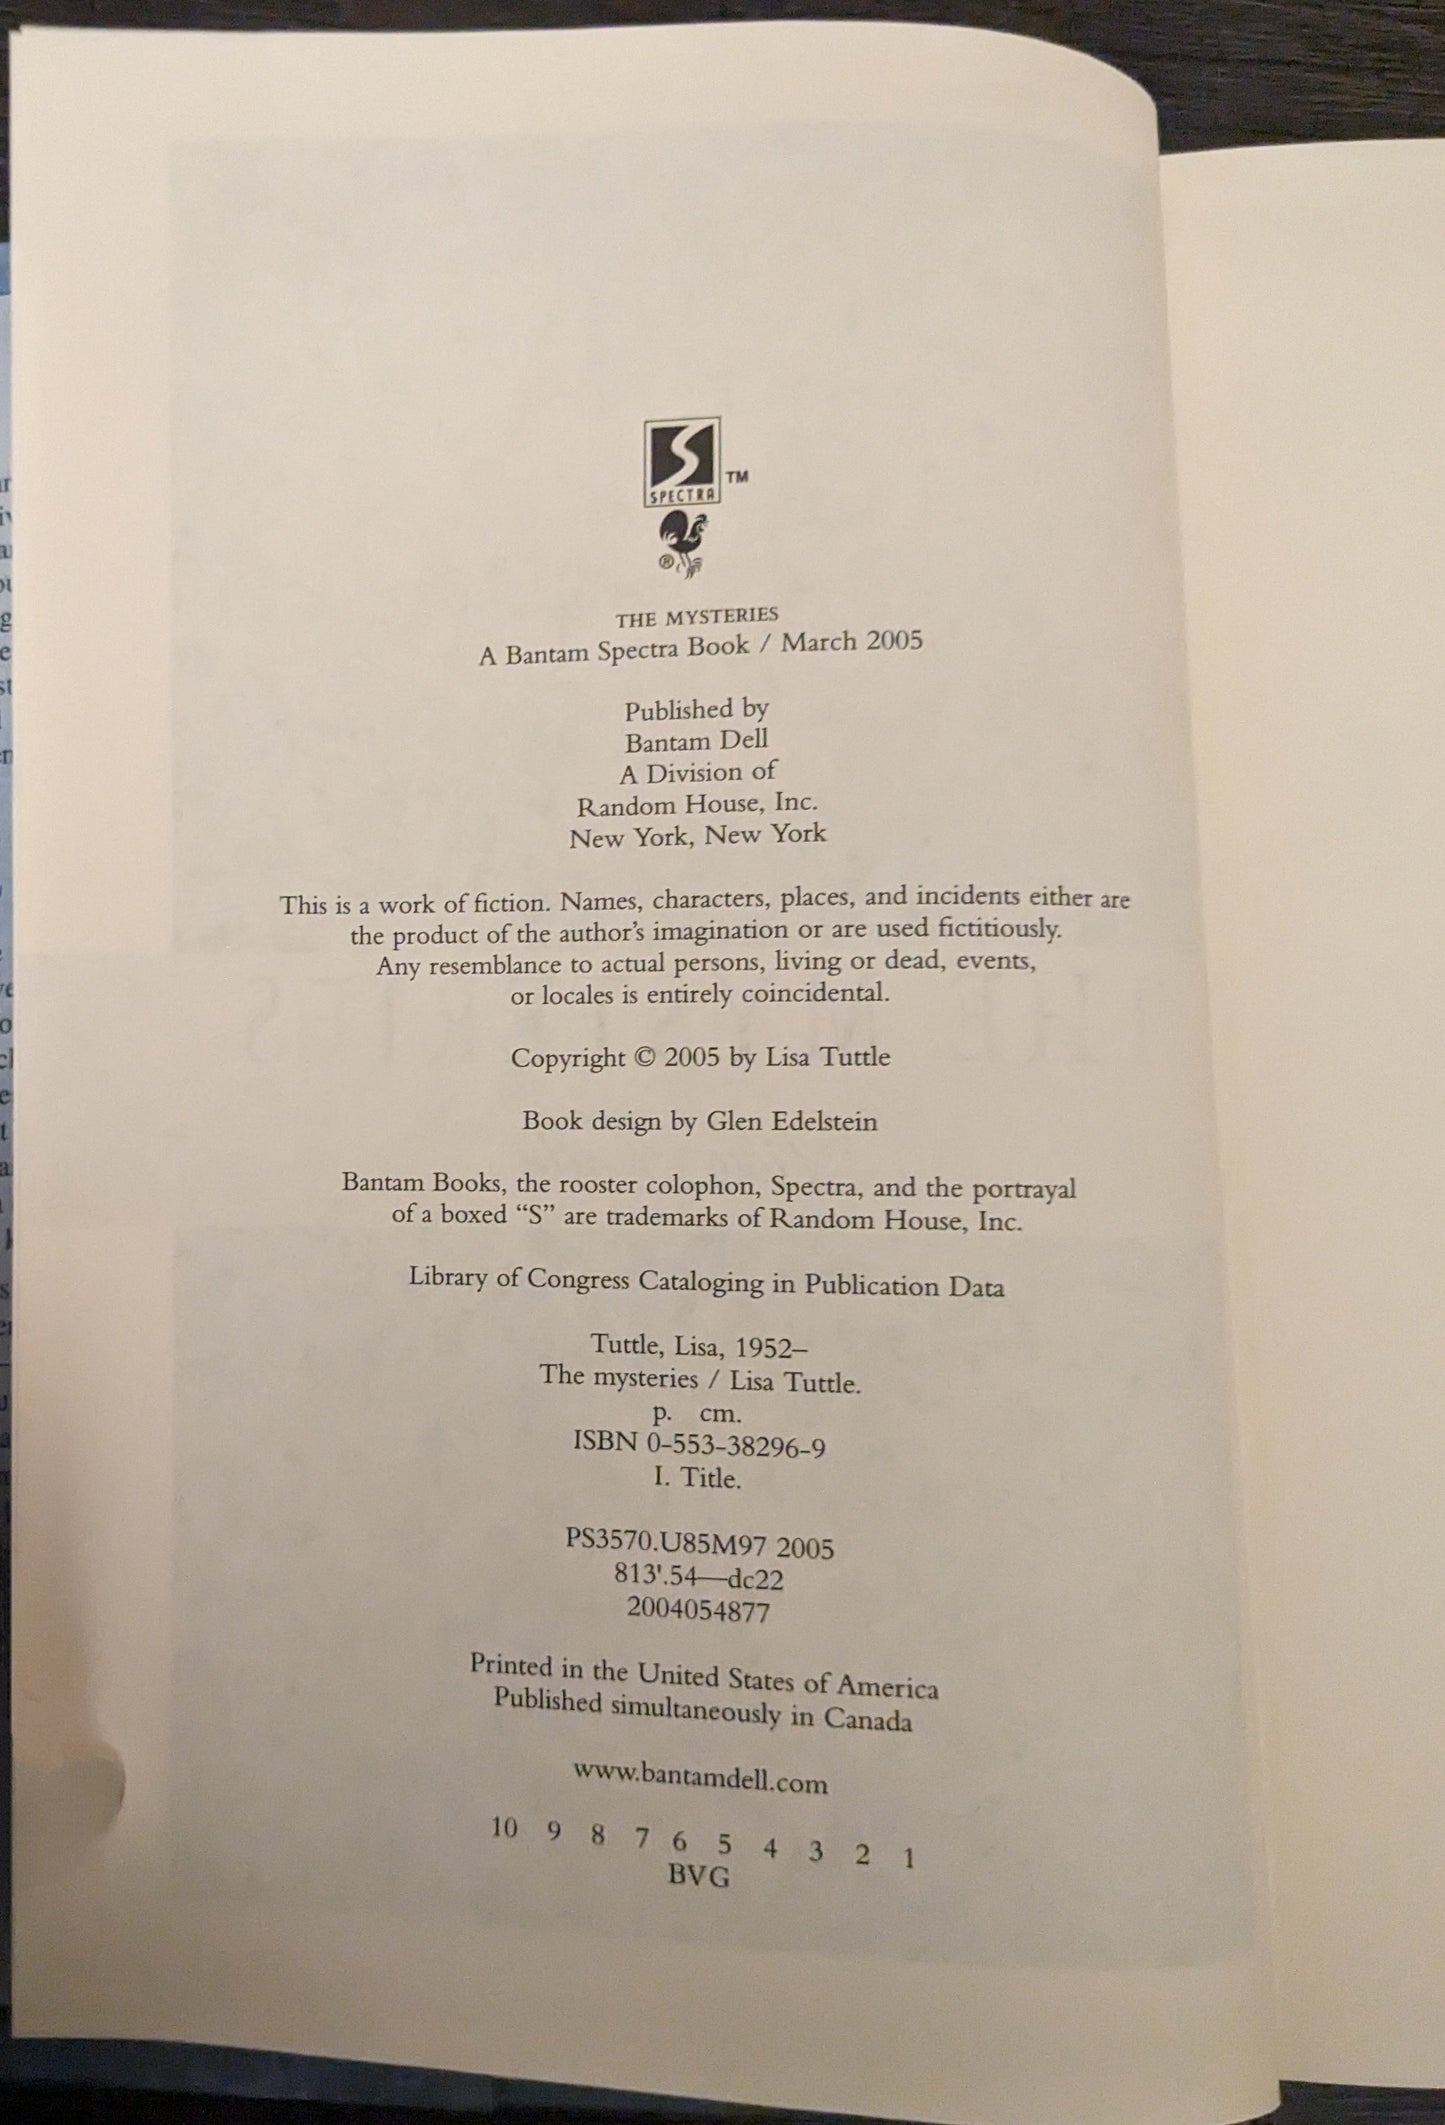 S
SPECTRA
TM
®
THE MYSTERIES
A Bantam Spectra Book / March 2005
Published by
Bantam Dell
A Division of
Random House, Inc.
New York, New York
This is a work of fiction. Names, characters, places, and incidents either are
the product of the author's imagination or are used fictitiously.
Any resemblance to actual persons, living or dead, events,
or locales is entirely coincidental.
Copyright © 2005 by Lisa Tuttle
Book design by Glen Edelstein
Bantam Books, the rooster colophon, Spectra, and the portrayal
of a boxed “S” are trademarks of Random House, Inc.
Library of Congress Cataloging in Publication Data
Tuttle, Lisa, 1952–
The mysteries / Lisa Tuttle.
p. cm.
ISBN 0-553-38296-9
I. Title.
PS3570.U85M97 2005
813'.54—dc22
2004054877
Printed in the United States of America
Published simultaneously in Canada
www.bantamdell.com
10 9 8 7 6 5 4 3 2 1
BVG